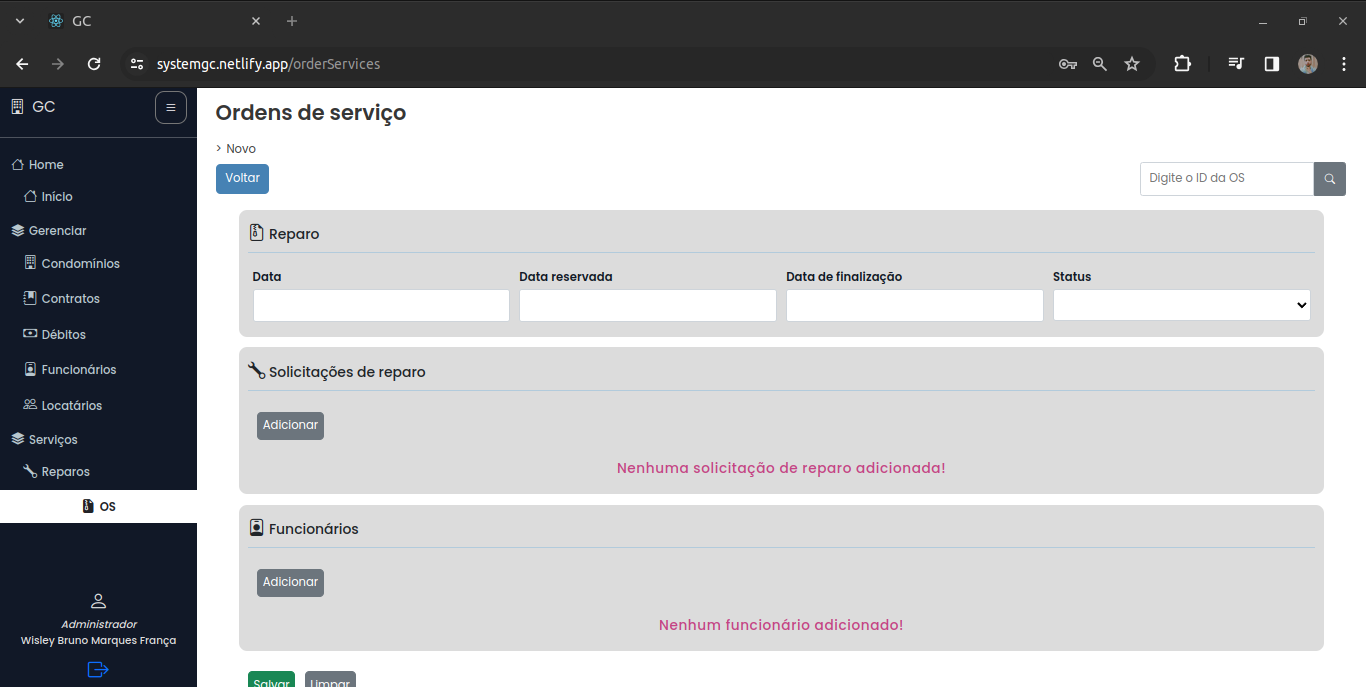 GC
systemgc.netlify.app/orderServices
GC
Home
Início
Gerenciar
Condomínios
Contratos
Débitos
Funcionários
Locatários
Serviços
Reparos
OS
Administrador
Wisley Bruno Marques França
Ordens de serviço
> Novo
Voltar
Digite o ID da OS
Reparo
Data
Data reservada
Data de finalização
Status
Solicitações de reparo
Adicionar
Nenhuma solicitação de reparo adicionada!
Funcionários
Adicionar
Nenhum funcionário adicionado!
Salvar
Limpar